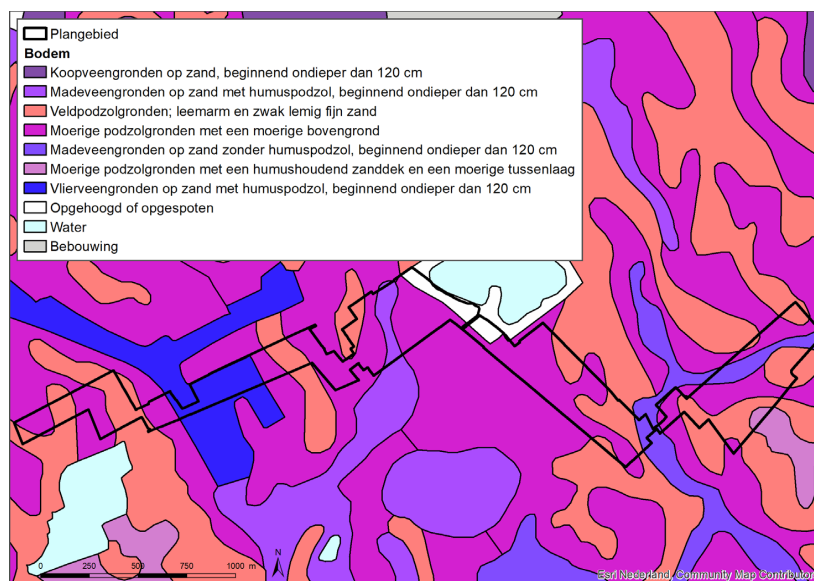 Plangebied
Bodem
Koopveengronden op zand, beginnend ondieper dan 120 cm
Madeveengronden op zand met humuspodzol, beginnend ondieper dan 120 cm
Veldpodzolgronden; leemarm en zwak lemig fijn zand
Moerige podzolgronden met een moerige bovengrond
Madeveengronden op zand zonder humuspodzol, beginnend ondieper dan 120 cm
Moerige podzolgronden met een humushoudend zanddek en een moerige tussenlaag
Vlierveengronden op zand met humuspodzol, beginnend ondieper dan 120 cm
Opgehoogd of opgespoten
Water
Bebouwing
0 250 500 750 1000 m
N
Esri Nederland, Community Map Contributor